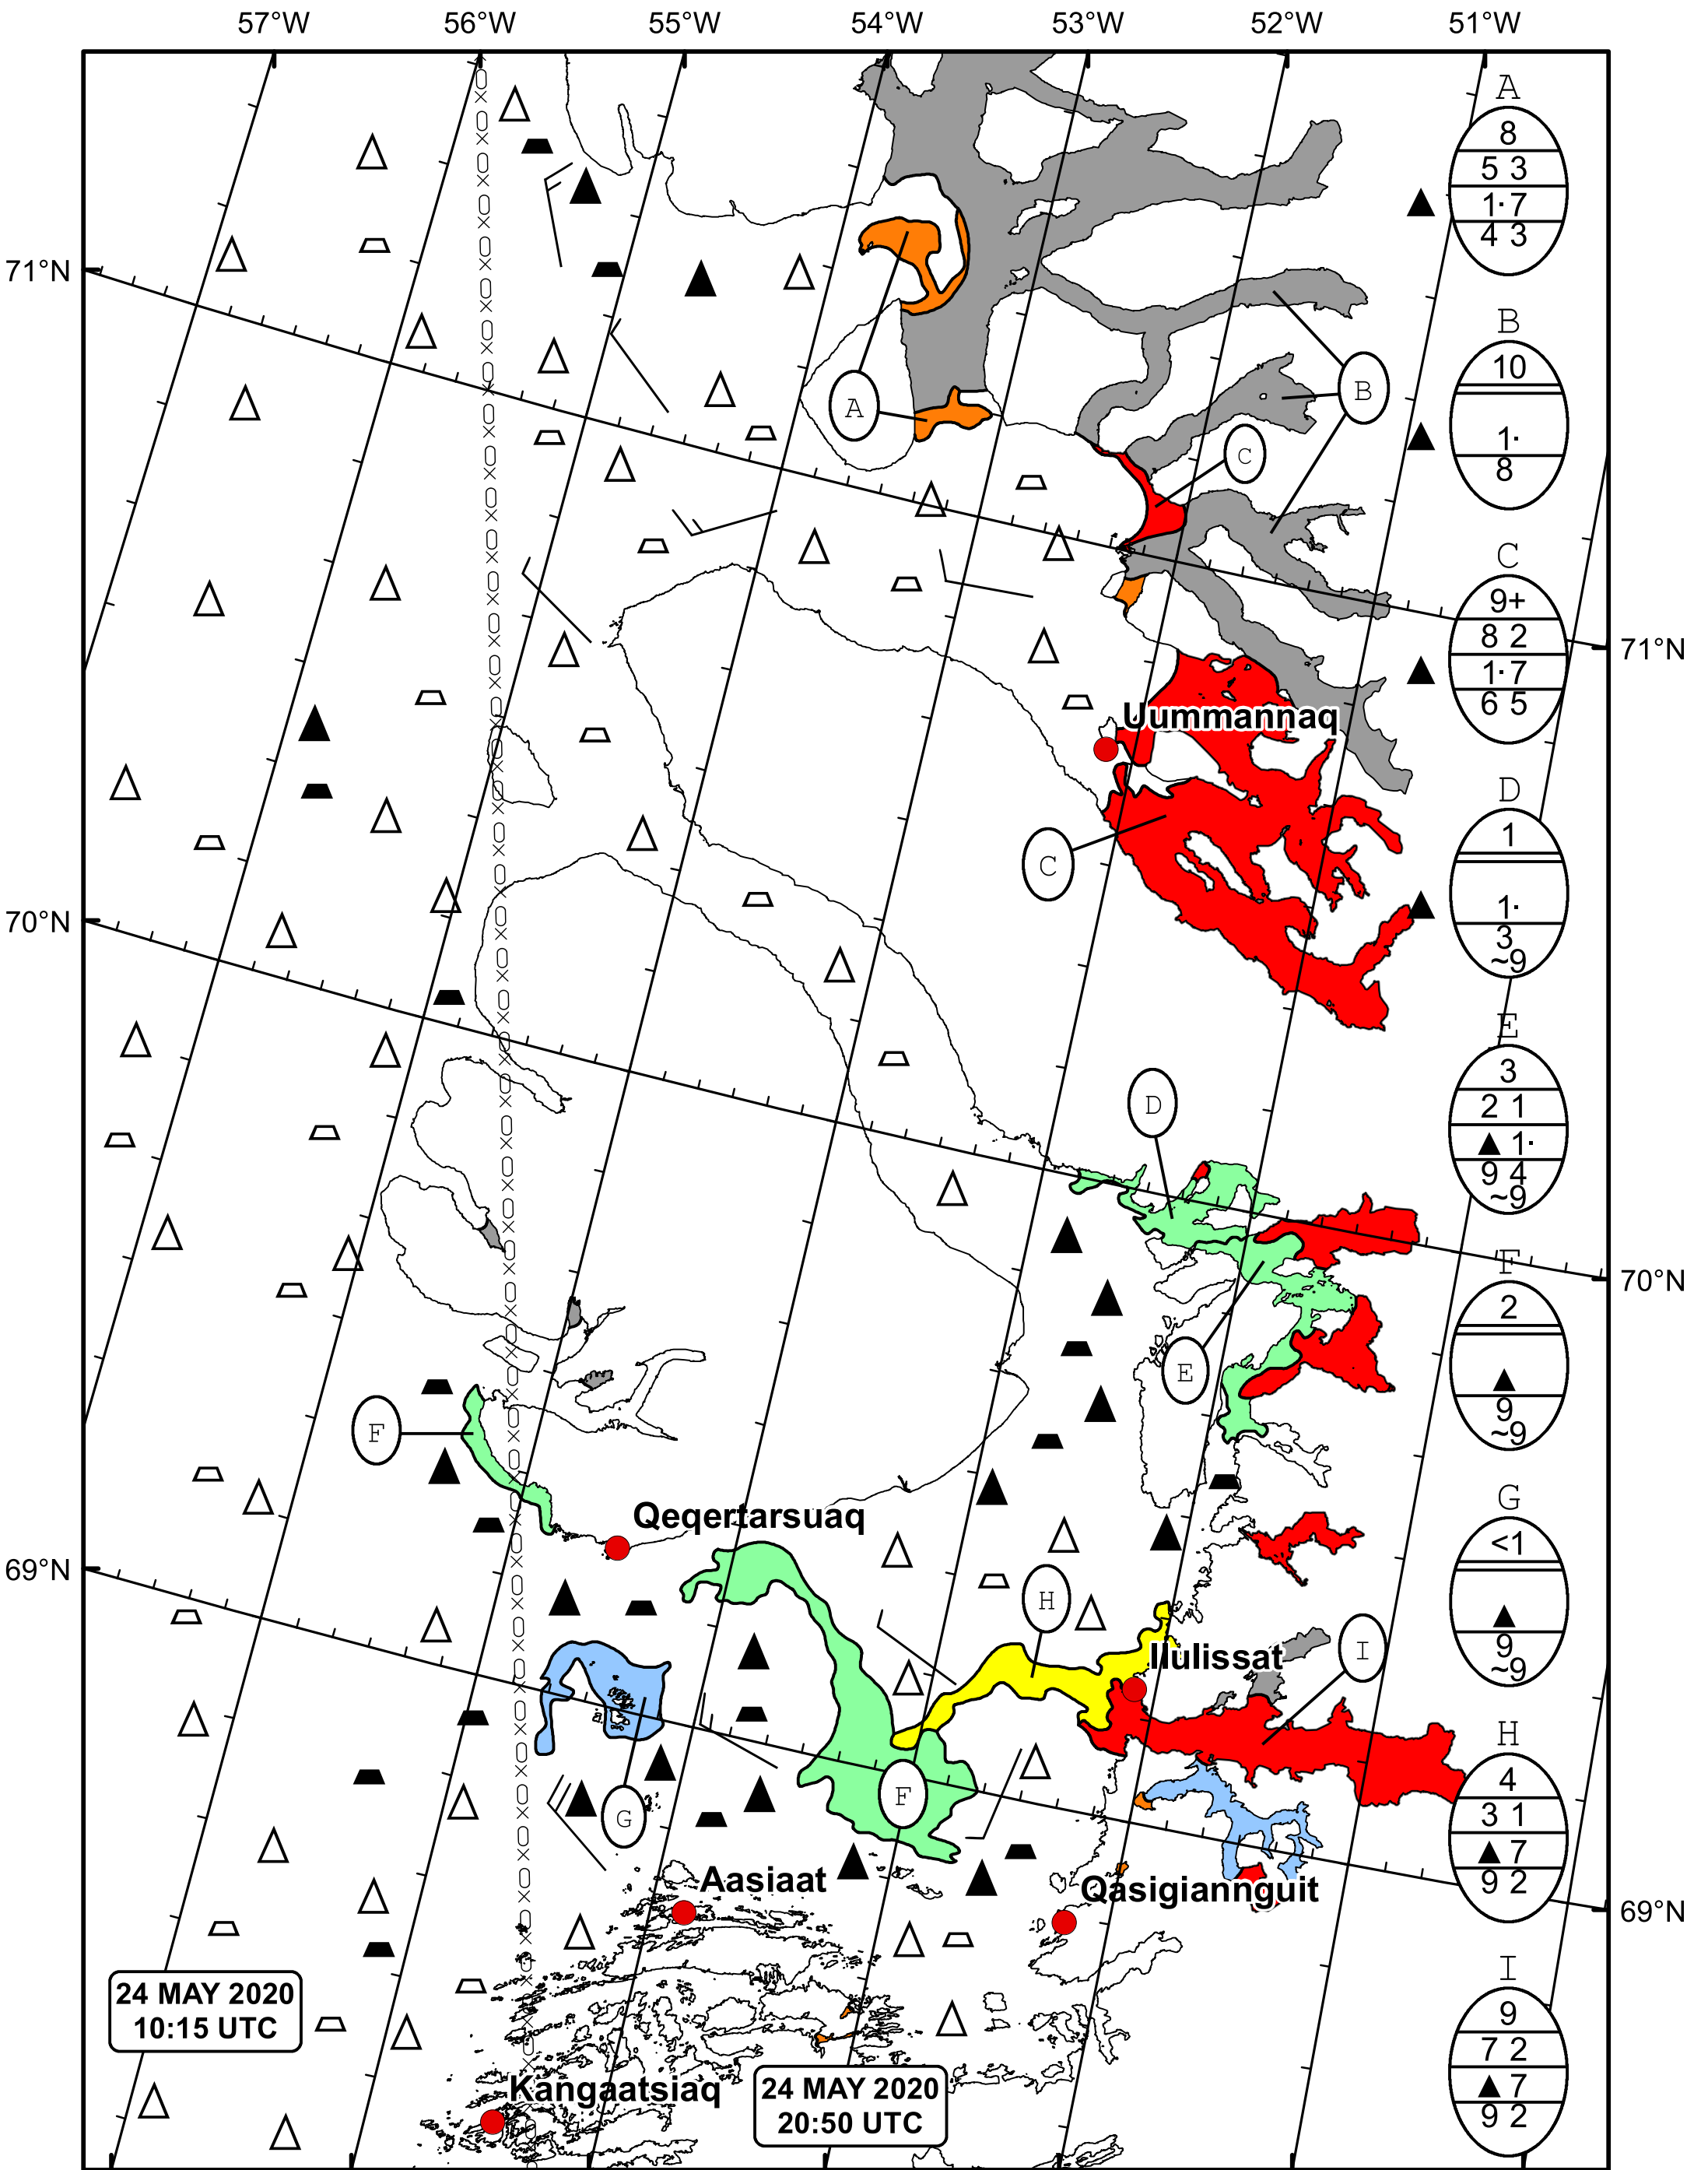 57°W 56°W 55°W 54°W 53°W 52°W 51°W
A
8
5 3
1· 7
4 3
71°N
B
10
1·
8
A
B
C
C
9+
8 2
1· 7
6 5
71°N
Uummannaq
C
D
1
1·
3
~9
70°N
E
3
2 1
1·
9 4
~9
D
70°N
F
2
9
~9
E
F
Qeqertarsuaq
G
<1
9
~9
69°N
H
I
Ilulissat
H
4
3 1
7
9 2
G
F
Aasiaat
Qasigiannguit
69°N
I
9
7 2
7
9 2
24 MAY 2020
10:15 UTC
Kangaatsiaq
24 MAY 2020
20:50 UTC